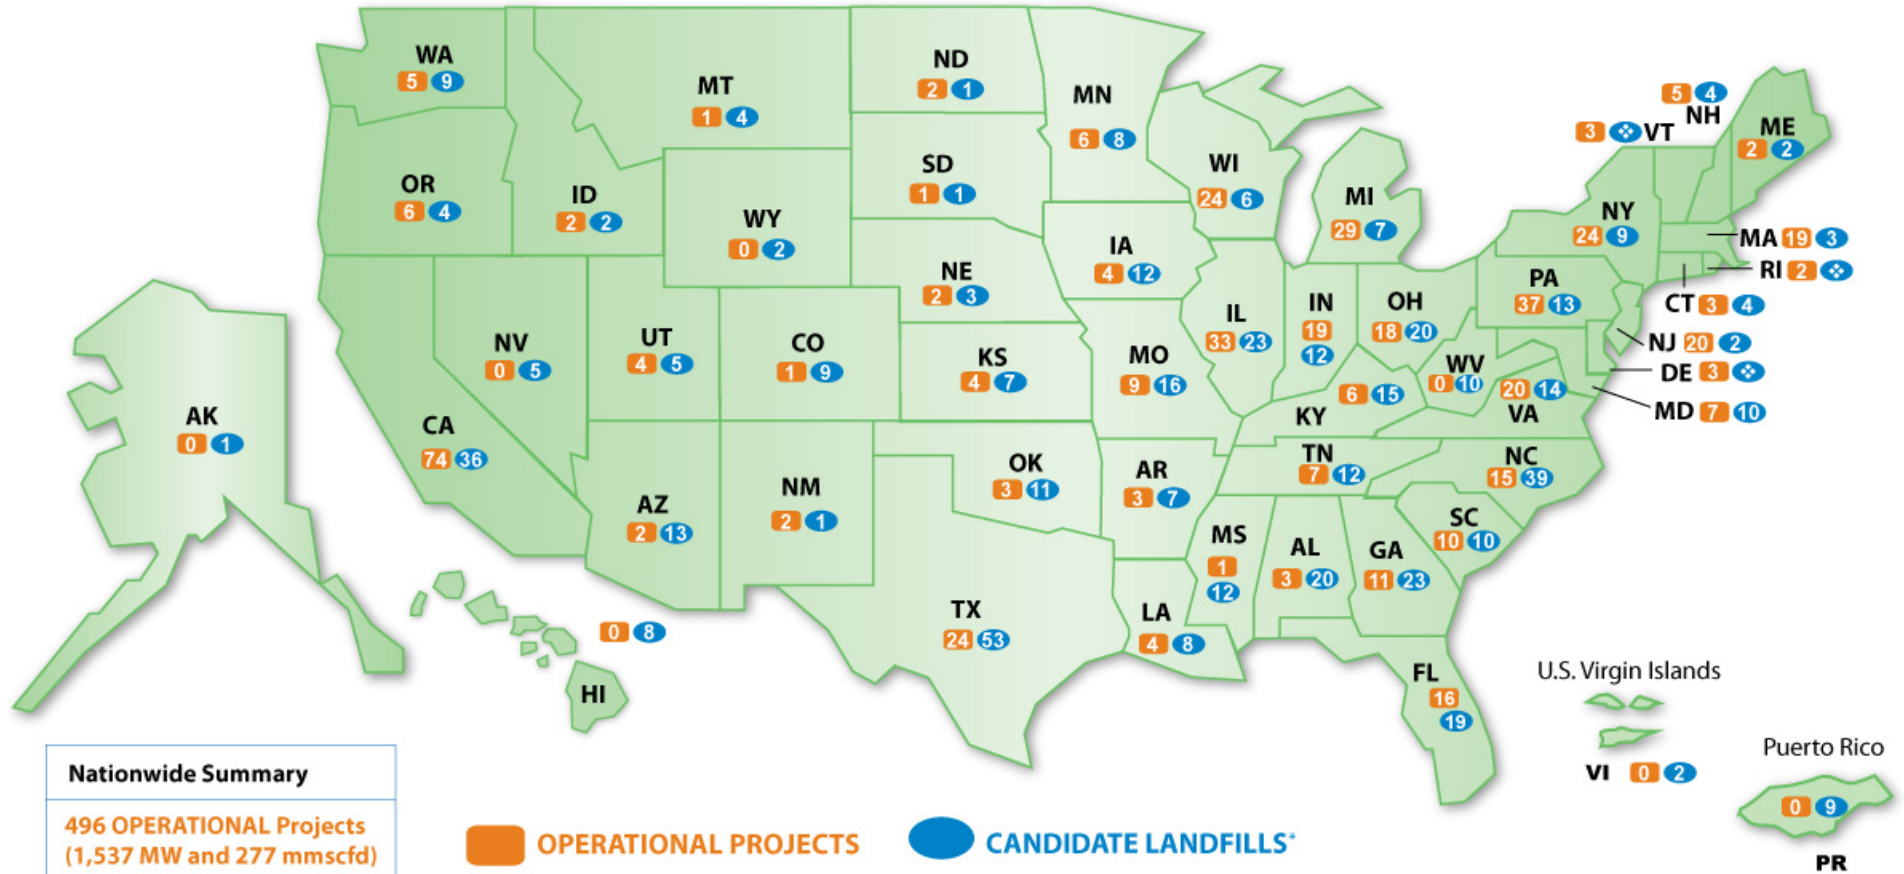 WA
5 9
MT
1 4
ND
2 1
MN
6 8
OR
6 4
ID
2 2
WY
0 2
SD
1 1
WI
24 6
MI
29 7
5 4
NH
3 VT
ME
2 2
NY
24 9
MA 19 3
RI 2
CT 3 4
PA
37 13
NJ 20 2
DE 3
MD 7 10
NE
2 3
IA
4 12
IL
33 23
IN
19
12
OH
18 20
WV
0 10
20 14
VA
NV
0 5
UT
4 5
CO
1 9
KS
4 7
MO
9 16
6 15
KY
CA
74 36
AK
0 1
AZ
2 13
NM
2 1
OK
3 11
AR
3 7
TN
7 12
NC
15 39
SC
10 10
MS
1
12
AL
3 20
GA
11 23
TX
24 53
LA
4 8
FL
16
19
0 8
HI
U.S. Virgin Islands
VI 0 2
Puerto Rico
0 9
PR
Nationwide Summary
496 OPERATIONAL Projects
(1,537 MW and 277 mmscfd)
OPERATIONAL PROJECTS
CANDIDATE LANDFILLS*